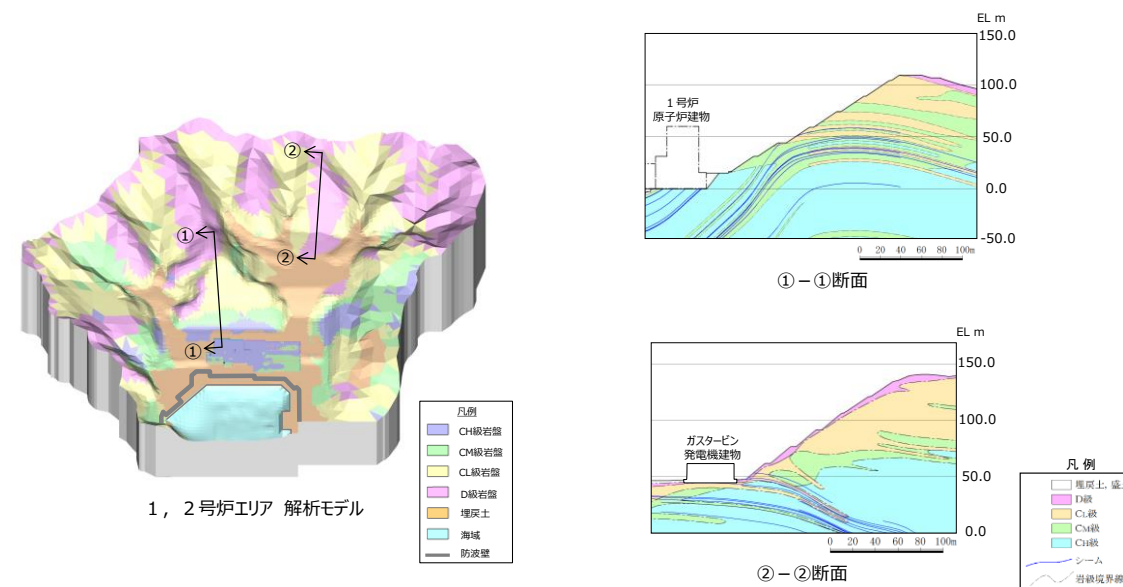 ②
①
②
①
1，2号炉エリア 解析モデル
凡例
CH級岩盤
CM級岩盤
CL級岩盤
D級岩盤
埋戻土
海域
防波壁
EL m
150.0
100.0
50.0
0.0
-50.0
1号炉
原子炉建物
0 20 40 60 80 100m
①－①断面
EL m
150.0
100.0
50.0
0.0
ガスタービン
発電機建物
0 20 40 60 80 100m
②－②断面
凡 例
埋戻土, 盛
D級
CL級
CM級
CH級
シーム
岩級境界線